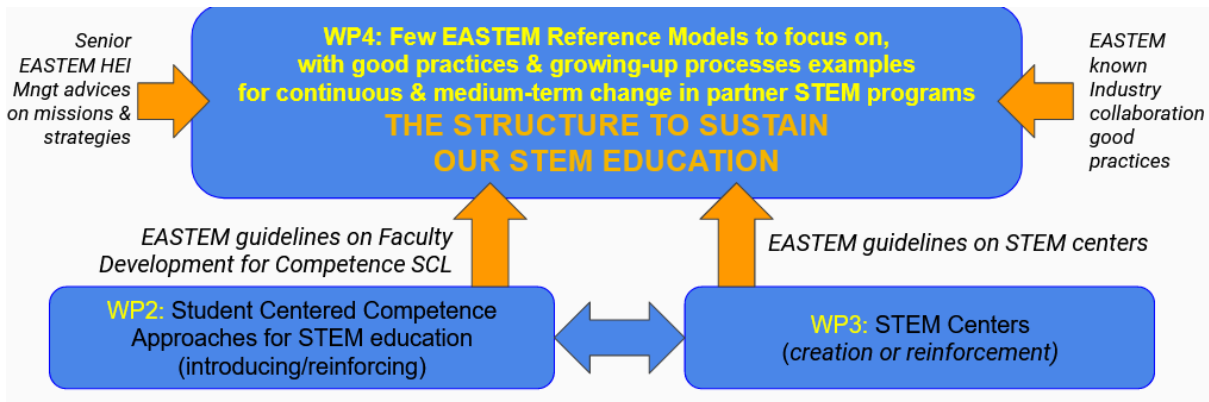 Senior
EASTEM HEI
Mngt advices
on missions &
strategies
WP4: Few EASTEM Reference Models to focus on,
with good practices & growing-up processes examples
for continuous & medium-term change in partner STEM programs
THE STRUCTURE TO SUSTAIN
OUR STEM EDUCATION
EASTEM
known
Industry
collaboration
good
practices
EASTEM guidelines on Faculty
Development for Competence SCL
EASTEM guidelines on STEM centers
WP2: Student Centered Competence
Approaches for STEM education
(introducing/reinforcing)
WP3: STEM Centers
(creation or reinforcement)